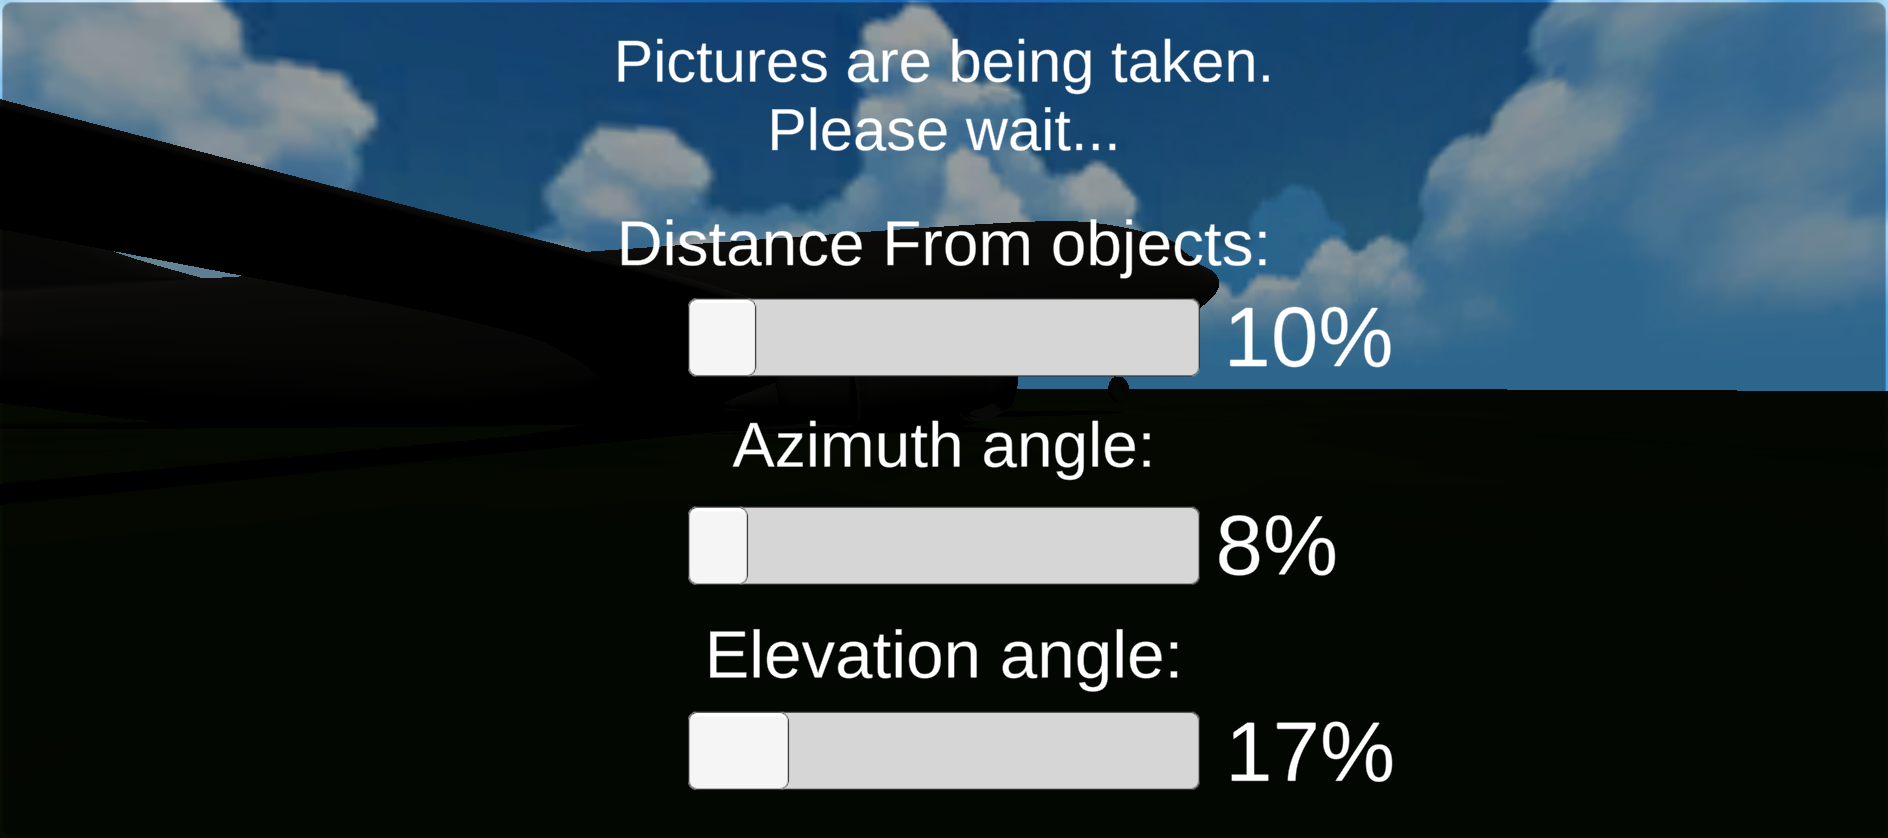 Pictures are being taken.
Please wait...
Distance From objects:
10%
Azimuth angle:
8%
Elevation angle:
17%